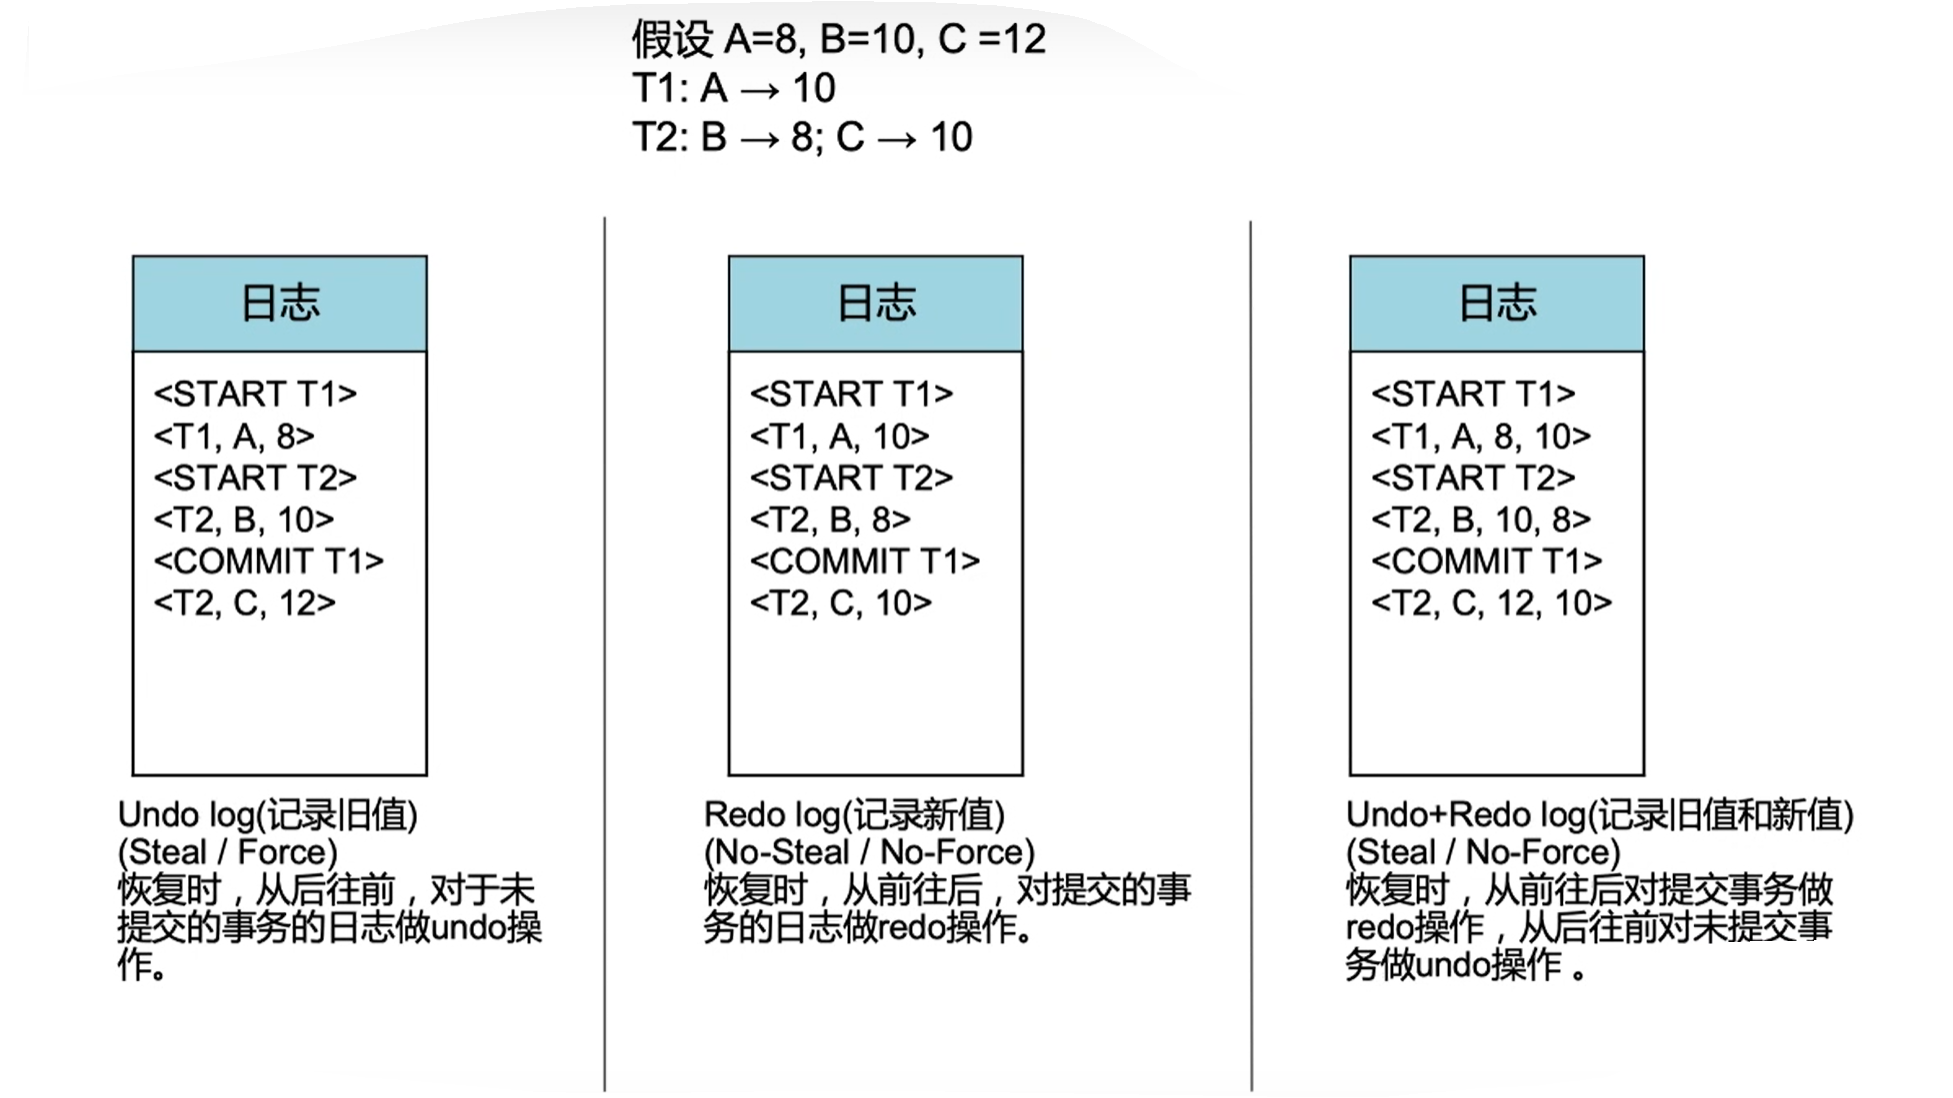 假设 A=8, B=10, C =12
T1: A → 10
T2: B → 8; C → 10
日志
<START T1>
<T1, A, 8>
<START T2>
<T2, B, 10>
<COMMIT T1>
<T2, C, 12>
Undo log(记录旧值)
(Steal / Force)
恢复时，从后往前，对于未
提交的事务的日志做undo操
作。
日志
<START T1>
<T1, A, 10>
<START T2>
<T2, B, 8>
<COMMIT T1>
<T2, C, 10>
Redo log(记录新值)
(No-Steal / No-Force)
恢复时，从前往后，对提交的事
务的日志做redo操作。
日志
<START T1>
<T1, A, 8, 10>
<START T2>
<T2, B, 10, 8>
<COMMIT T1>
<T2, C, 12, 10>
Undo+Redo log(记录旧值和新值)
(Steal / No-Force)
恢复时，从前往后对提交事务做
redo操作，从后往前对未提交事
务做undo操作 。